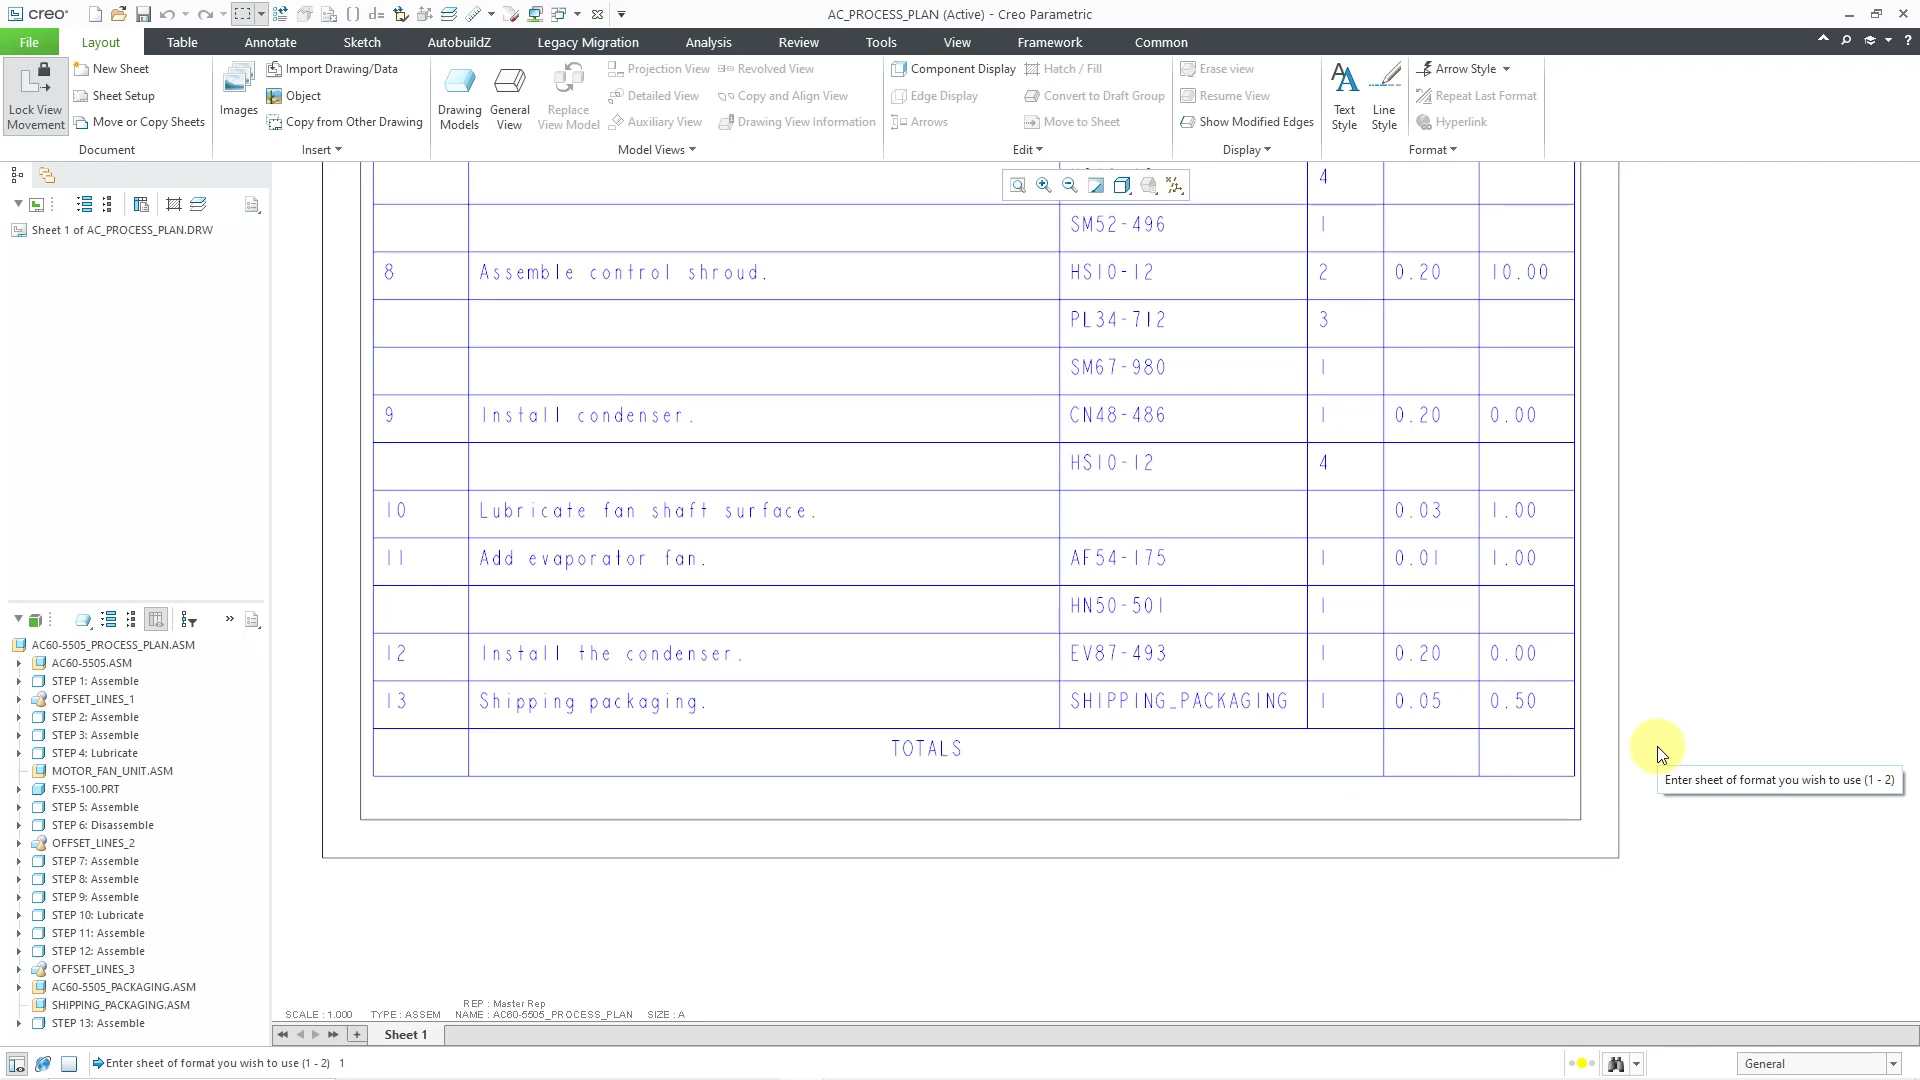 creo
AC_PROCESS_PLAN (Active) - Creo Parametric
File Layout Table Annotate Sketch AutobuildZ Legacy Migration Analysis Review Tools View Framework Common
Lock View Movement
New Sheet
Sheet Setup
Move or Copy Sheets
Document
Images
Import Drawing/Data
Object
Copy from Other Drawing
Insert
Drawing Models
General View
Replace View Model
Projection View
Detailed View
Auxiliary View
Revolved View
Copy and Align View
Drawing View Information
Model Views
Component Display
Edge Display
Arrows
Hatch / Fill
Convert to Draft Group
Move to Sheet
Edit
Erase view
Resume View
Show Modified Edges
Display
Text Style
Line Style
Arrow Style
Repeat Last Format
Hyperlink
Format
Sheet 1 of AC_PROCESS_PLAN.DRW
AC60-5505_PROCESS_PLAN.ASM
AC60-5505.ASM
STEP 1: Assemble
OFFSET_LINES_1
STEP 2: Assemble
STEP 3: Assemble
STEP 4: Lubricate
MOTOR_FAN_UNIT.ASM
FX55-100.PRT
STEP 5: Assemble
STEP 6: Disassemble
OFFSET_LINES_2
STEP 7: Assemble
STEP 8: Assemble
STEP 9: Assemble
STEP 10: Lubricate
STEP 11: Assemble
STEP 12: Assemble
OFFSET_LINES_3
AC60-5505_PACKAGING.ASM
SHIPPING_PACKAGING.ASM
STEP 13: Assemble
4
SM52-496 1
8 Assemble control shroud. HS10-12 2 0.20 10.00
PL34-712 3
SM67-980 1
9 Install condenser. CN48-486 1 0.20 0.00
HS10-12 4
10 Lubricate fan shaft surface. 0.03 1.00
11 Add evaporator fan. AF54-175 1 0.01 1.00
HN50-501 1
12 Install the condenser. EV87-493 1 0.20 0.00
13 Shipping packaging. SHIPPING_PACKAGING 1 0.05 0.50
TOTALS
Enter sheet of format you wish to use (1 - 2)
REP : Master Rep
SCALE : 1.000 TYPE : ASSEM NAME : AC60-5505_PROCESS_PLAN SIZE : A
Sheet 1
Enter sheet of format you wish to use (1 - 2) 1
General